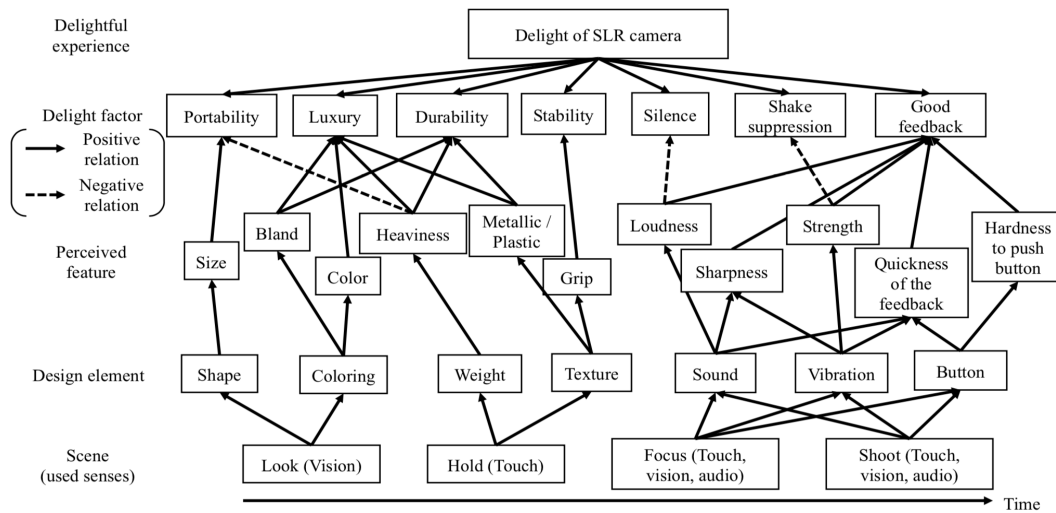 Delightful
experience
Delight of SLR camera
Delight factor
Portability
Luxury
Durability
Stability
Silence
Shake
suppression
Good
feedback
Positive
relation
Negative
relation
Perceived
feature
Size
Bland
Color
Heaviness
Metallic /
Plastic
Grip
Loudness
Sharpness
Strength
Quickness
of the
feedback
Hardness
to push
button
Design element
Shape
Coloring
Weight
Texture
Sound
Vibration
Button
Scene
(used senses)
Look (Vision)
Hold (Touch)
Focus (Touch,
vision, audio)
Shoot (Touch,
vision, audio)
Time